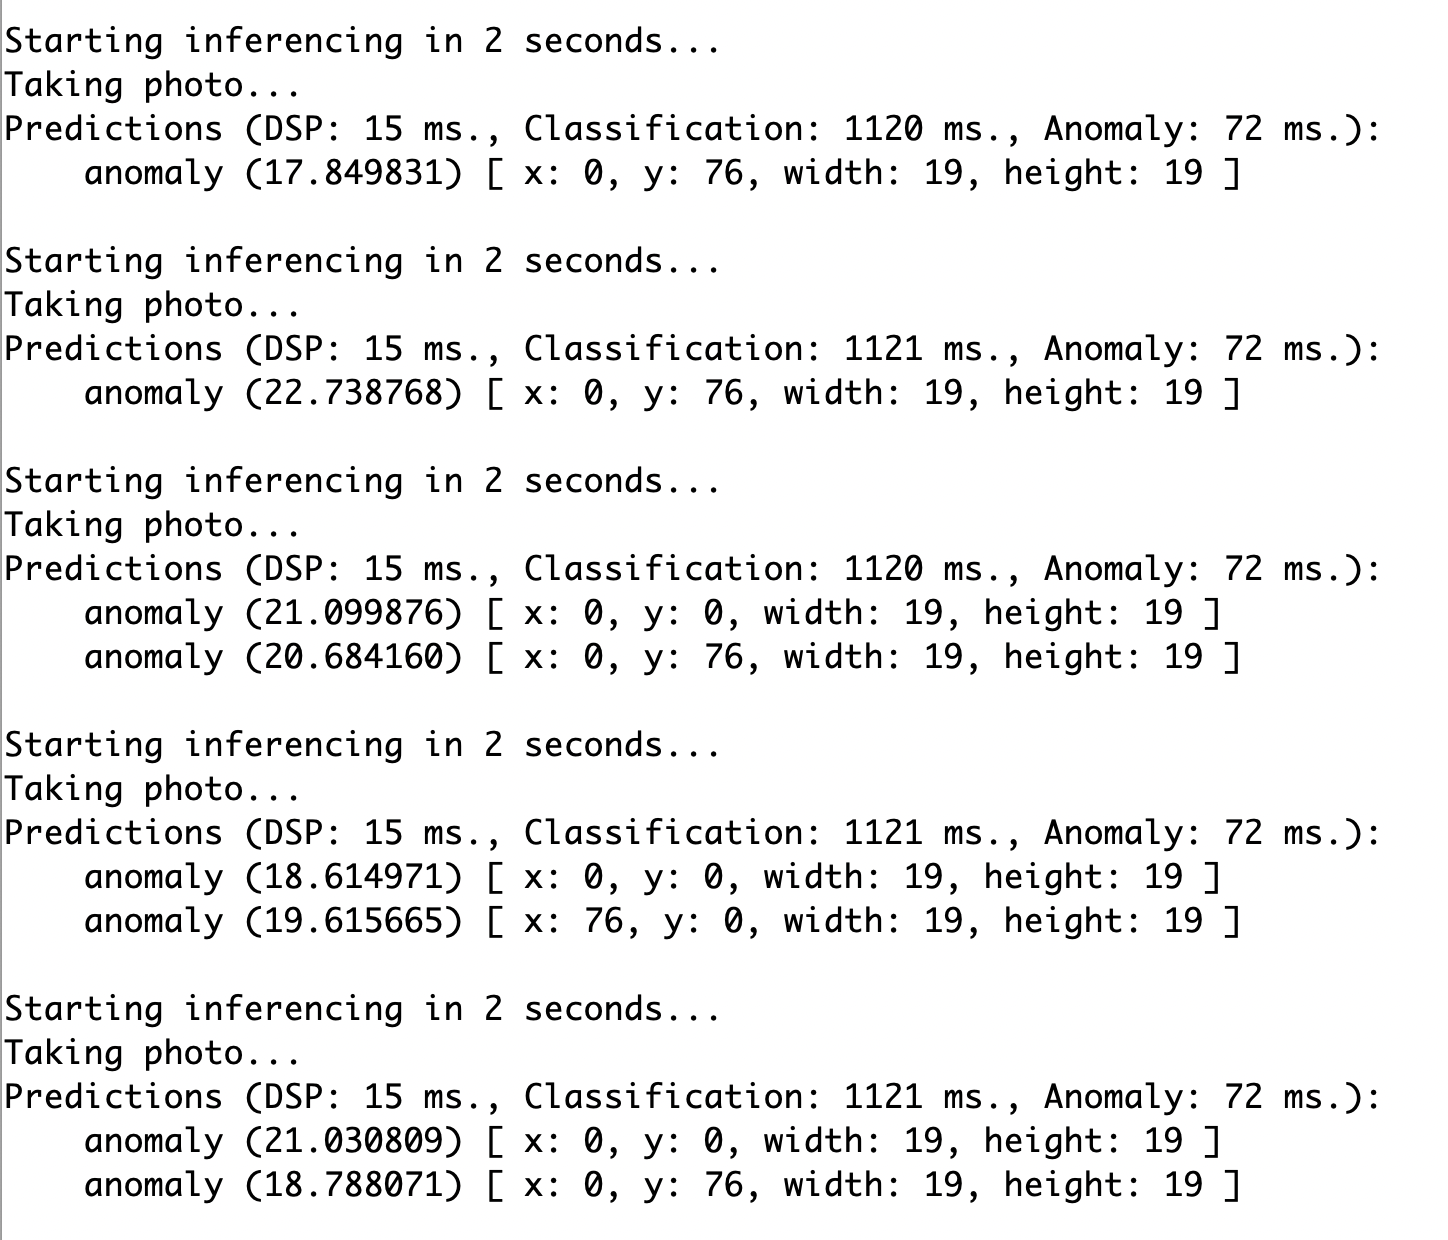 Starting inferencing in 2 seconds...
Taking photo...
Predictions (DSP: 15 ms., Classification: 1120 ms., Anomaly: 72 ms.):
    anomaly (17.849831) [ x: 0, y: 76, width: 19, height: 19 ]

Starting inferencing in 2 seconds...
Taking photo...
Predictions (DSP: 15 ms., Classification: 1121 ms., Anomaly: 72 ms.):
    anomaly (22.738768) [ x: 0, y: 76, width: 19, height: 19 ]

Starting inferencing in 2 seconds...
Taking photo...
Predictions (DSP: 15 ms., Classification: 1120 ms., Anomaly: 72 ms.):
    anomaly (21.099876) [ x: 0, y: 0, width: 19, height: 19 ]
    anomaly (20.684160) [ x: 0, y: 76, width: 19, height: 19 ]

Starting inferencing in 2 seconds...
Taking photo...
Predictions (DSP: 15 ms., Classification: 1121 ms., Anomaly: 72 ms.):
    anomaly (18.614971) [ x: 0, y: 0, width: 19, height: 19 ]
    anomaly (19.615665) [ x: 76, y: 0, width: 19, height: 19 ]

Starting inferencing in 2 seconds...
Taking photo...
Predictions (DSP: 15 ms., Classification: 1121 ms., Anomaly: 72 ms.):
    anomaly (21.030809) [ x: 0, y: 0, width: 19, height: 19 ]
    anomaly (18.788071) [ x: 0, y: 76, width: 19, height: 19 ]